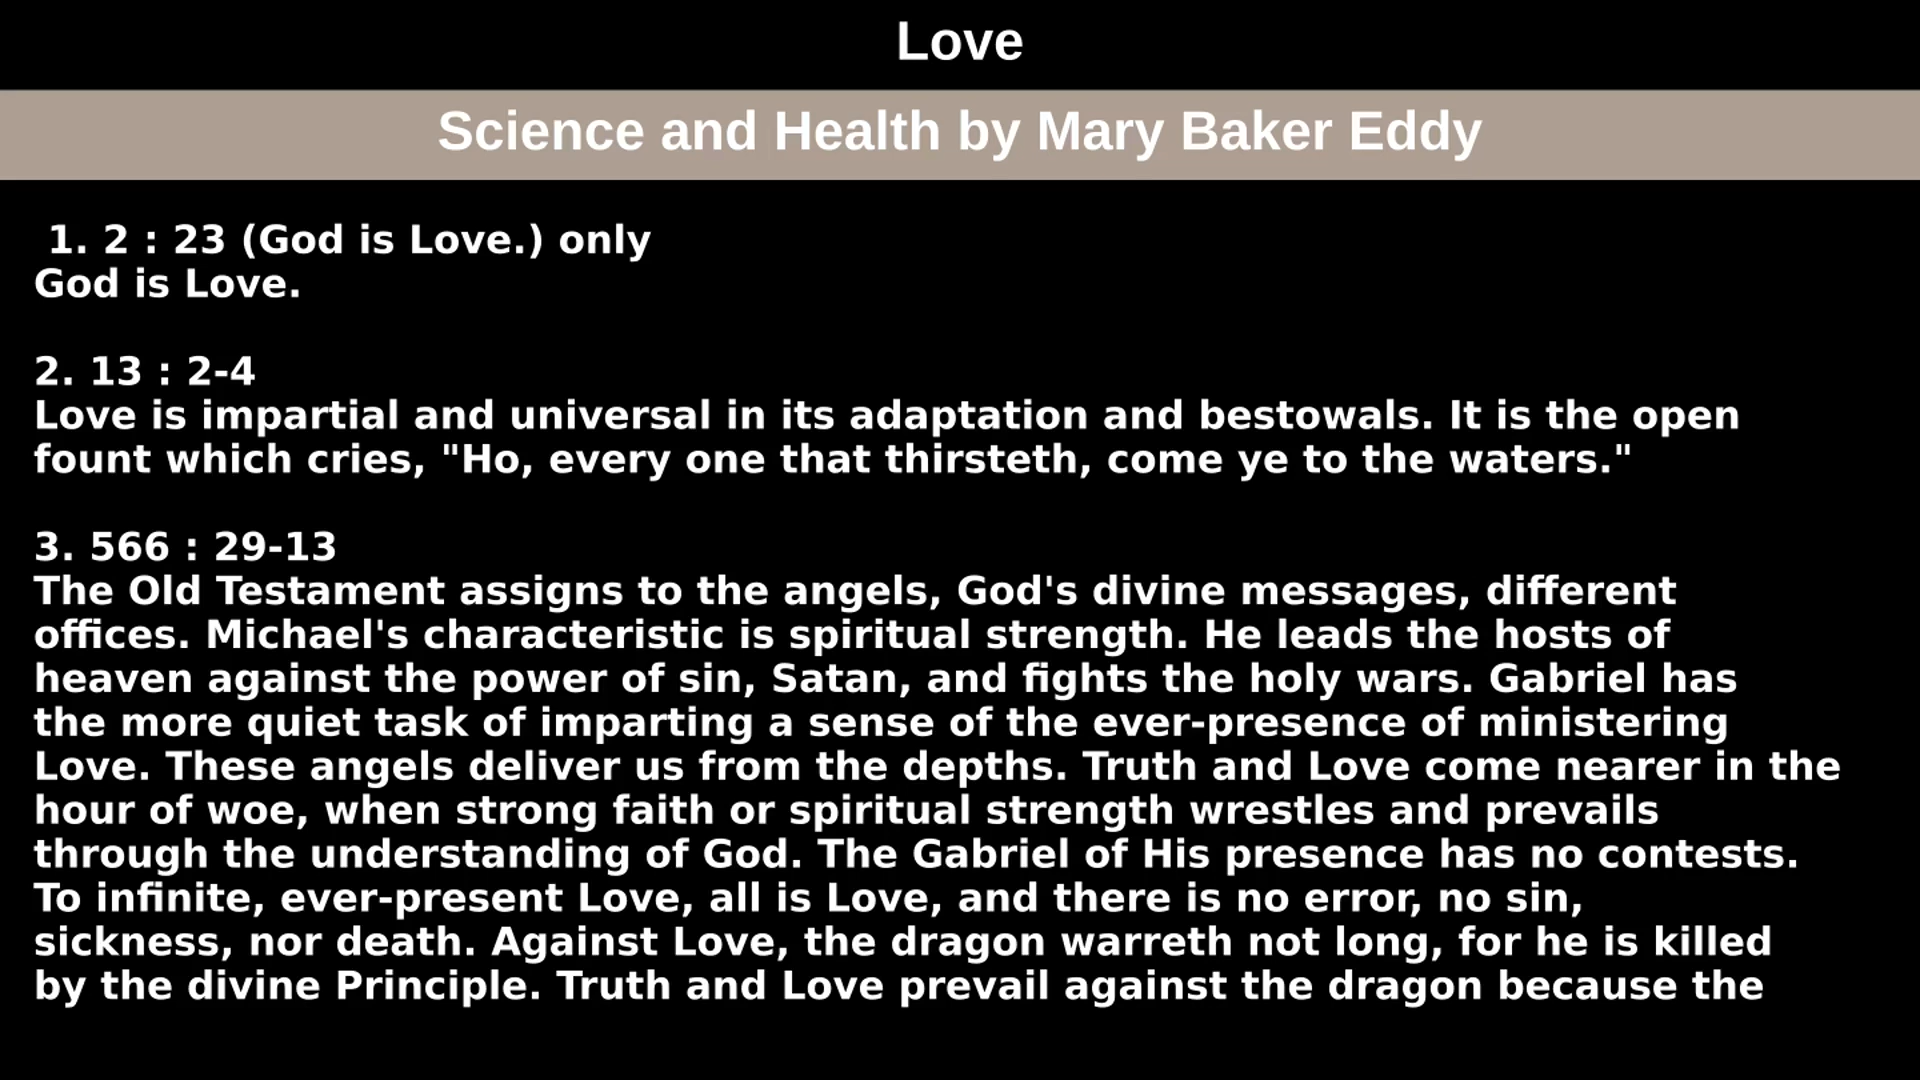 Love
Science and Health by Mary Baker Eddy
1. 2 : 23 (God is Love.) only
God is Love.
2. 13 : 2-4
Love is impartial and universal in its adaptation and bestowals. It is the open
fount which cries, "Ho, every one that thirsteth, come ye to the waters."
3. 566 : 29-13
The Old Testament assigns to the angels, God's divine messages, different
offices. Michael's characteristic is spiritual strength. He leads the hosts of
heaven against the power of sin, Satan, and fights the holy wars. Gabriel has
the more quiet task of imparting a sense of the ever-presence of ministering
Love. These angels deliver us from the depths. Truth and Love come nearer in the
hour of woe, when strong faith or spiritual strength wrestles and prevails
through the understanding of God. The Gabriel of His presence has no contests.
To infinite, ever-present Love, all is Love, and there is no error, no sin,
sickness, nor death. Against Love, the dragon warreth not long, for he is killed
by the divine Principle. Truth and Love prevail against the dragon because the